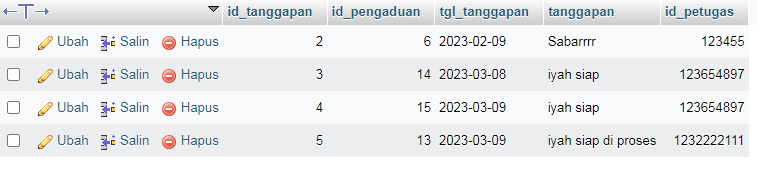 id_tanggapan id_pengaduan tgl_tanggapan tanggapan id_petugas
Ubah Salin Hapus 2 6 2023-02-09 Sabarrrr 123455
Ubah Salin Hapus 3 14 2023-03-08 iyah siap 123654897
Ubah Salin Hapus 4 15 2023-03-09 iyah siap 123654897
Ubah Salin Hapus 5 13 2023-03-09 iyah siap di proses 1232222111